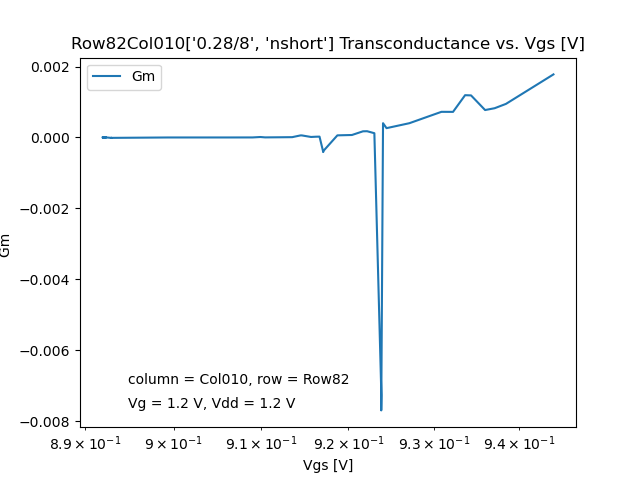 Row82Col010['0.28/8', 'nshort'] Transconductance vs. Vgs [V]
Gm
0.002
0.000
−0.002
−0.004
−0.006
−0.008
Gm
column = Col010, row = Row82
Vg = 1.2 V, Vdd = 1.2 V
8.9 × 10⁻¹ 9 × 10⁻¹ 9.1 × 10⁻¹ 9.2 × 10⁻¹ 9.3 × 10⁻¹ 9.4 × 10⁻¹
Vgs [V]